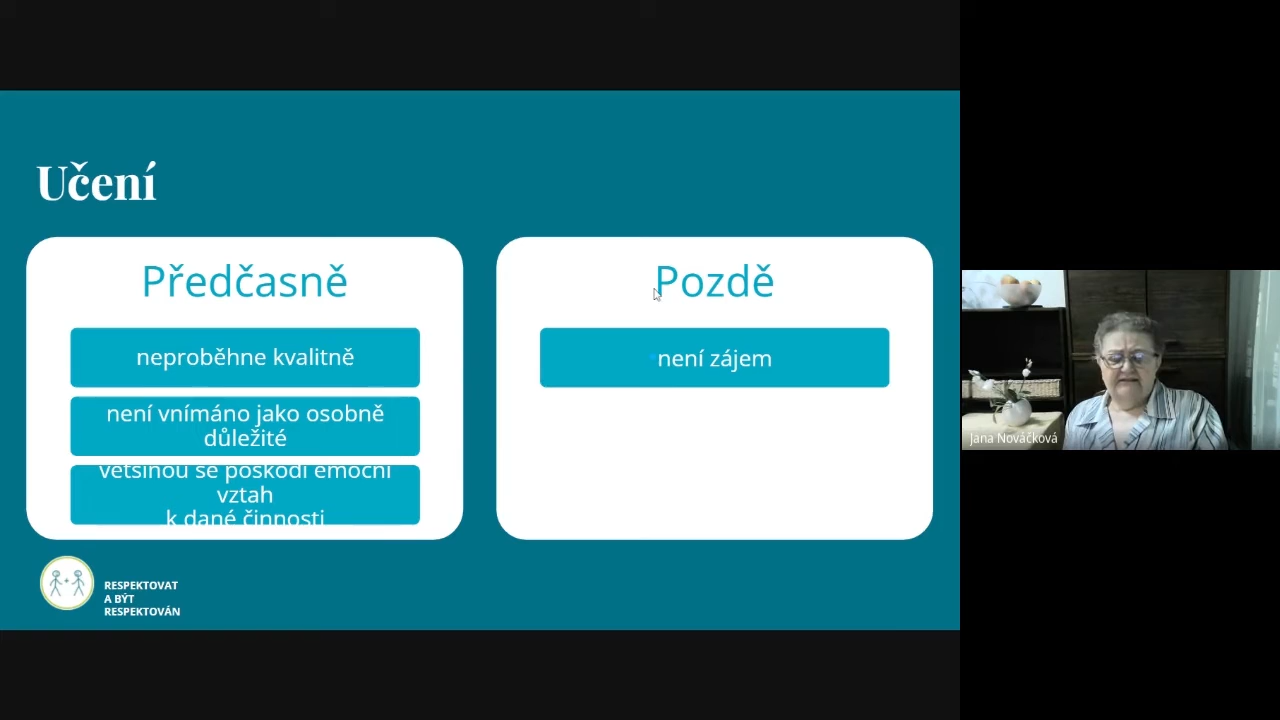 Učení
Předčasně
neproběhne kvalitně
není vnímáno jako osobně
důležité
většinou se poškodí emoční
vztah
k dané činnosti
Pozdě
není zájem
RESPEKTOVAT
A BÝT
RESPEKTOVÁN
Jana Nováčková